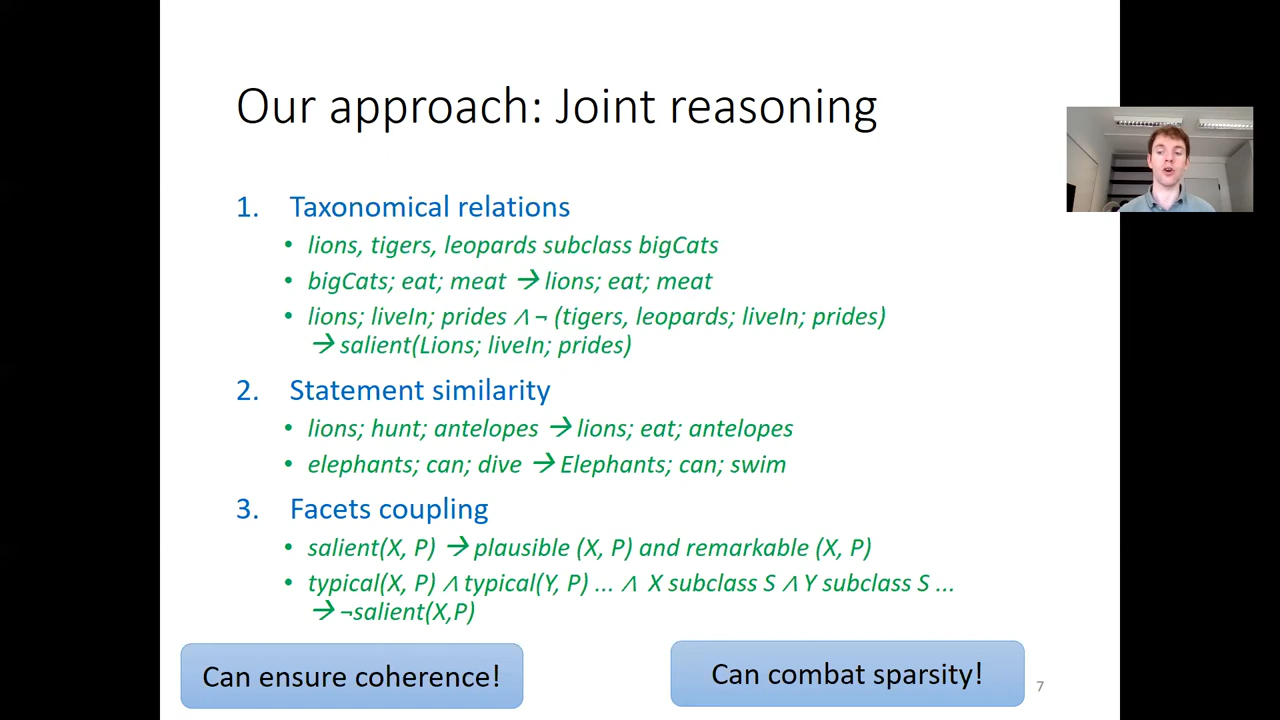 Our approach: Joint reasoning
1. Taxonomical relations
• lions, tigers, leopards subclass bigCats
• bigCats; eat; meat → lions; eat; meat
• lions; liveIn; prides ∧ ¬ (tigers, leopards; liveIn; prides)
→ salient(Lions; liveIn; prides)
2. Statement similarity
• lions; hunt; antelopes → lions; eat; antelopes
• elephants; can; dive → Elephants; can; swim
3. Facets coupling
• salient(X, P) → plausible (X, P) and remarkable (X, P)
• typical(X, P) ∧ typical(Y, P) ... ∧ X subclass S ∧ Y subclass S ...
→ ¬salient(X,P)
Can ensure coherence!
Can combat sparsity!
7